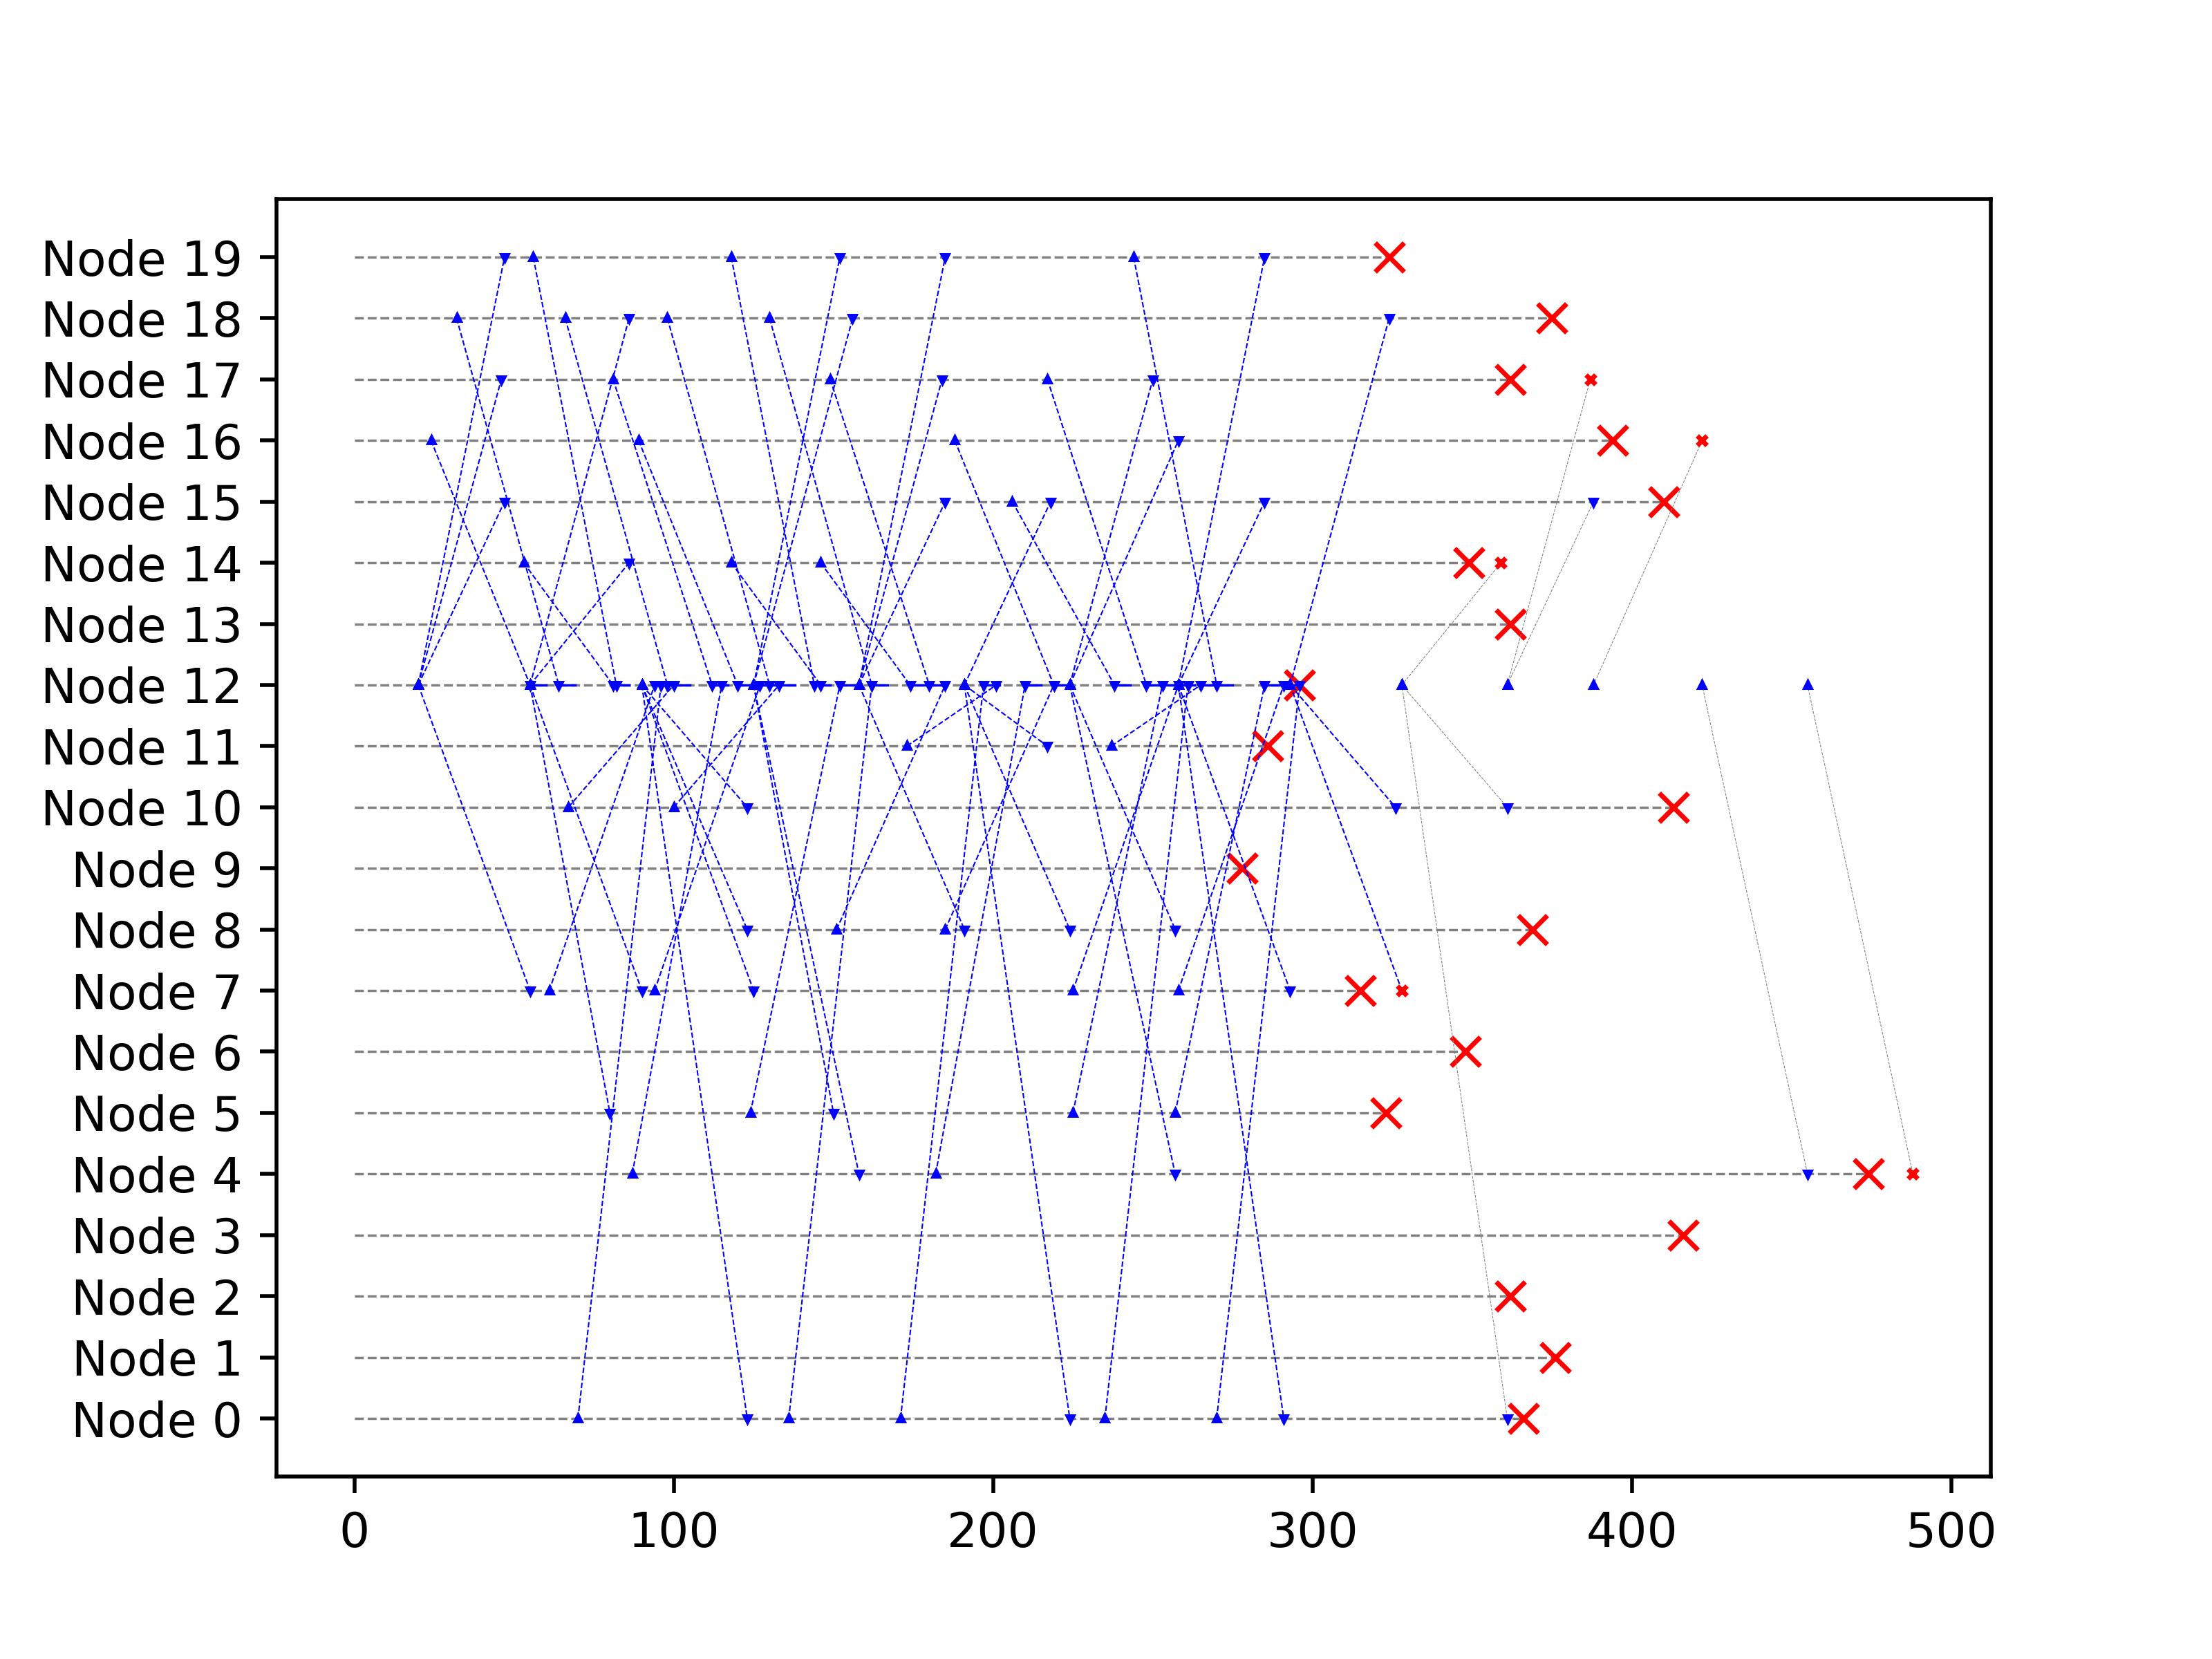 Node 19
Node 18
Node 17
Node 16
Node 15
Node 14
Node 13
Node 12
Node 11
Node 10
Node 9
Node 8
Node 7
Node 6
Node 5
Node 4
Node 3
Node 2
Node 1
Node 0
0 100 200 300 400 500